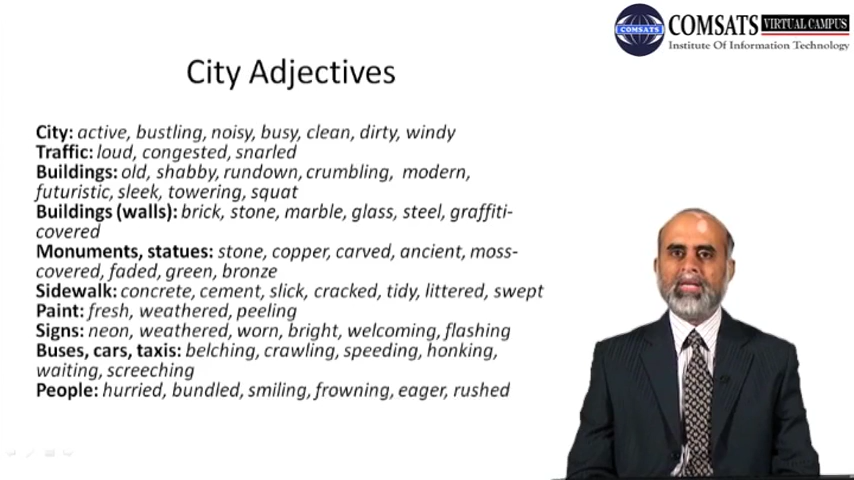 COMSATS
COMSATS VIRTUAL CAMPUS
Institute Of Information Technology
City Adjectives
City: active, bustling, noisy, busy, clean, dirty, windy
Traffic: loud, congested, snarled
Buildings: old, shabby, rundown, crumbling, modern,
futuristic, sleek, towering, squat
Buildings (walls): brick, stone, marble, glass, steel, graffiti-
covered
Monuments, statues: stone, copper, carved, ancient, moss-
covered, faded, green, bronze
Sidewalk: concrete, cement, slick, cracked, tidy, littered, swept
Paint: fresh, weathered, peeling
Signs: neon, weathered, worn, bright, welcoming, flashing
Buses, cars, taxis: belching, crawling, speeding, honking,
waiting, screeching
People: hurried, bundled, smiling, frowning, eager, rushed